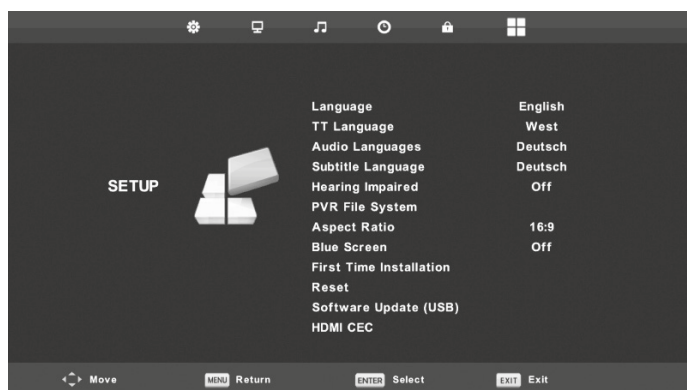 Language English
TT Language West
Audio Languages Deutsch
Subtitle Language Deutsch
SETUP
Hearing Impaired Off
PVR File System
Aspect Ratio 16:9
Blue Screen Off
First Time Installation
Reset
Software Update (USB)
HDMI CEC
Move MENU Return ENTER Select EXIT Exit